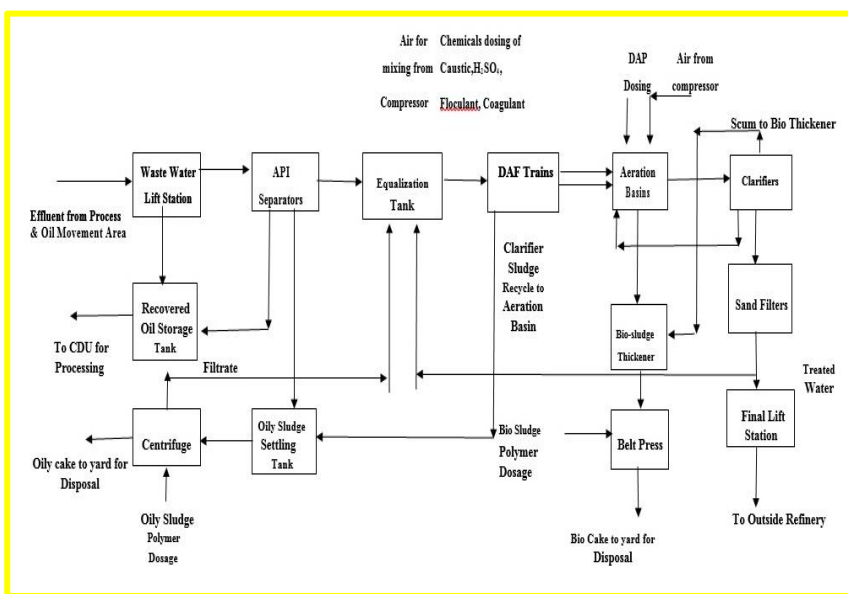 Air for Chemicals dosing of
mixing from Caustic,H₂SO₄,
Compressor Floculant, Coagulant
DAP Air from
Dosing compressor
Scum to Bio Thickener
Waste Water
Lift Station
API
Separators
Equalization
Tank
DAF Trains
Aeration
Basins
Clarifiers
Effluent from Process
& Oil Movement Area
Clarifier
Sludge
Recycle to
Aeration
Basin
Recovered
Oil Storage
Tank
Bio-sludge
Thickener
Sand Filters
To CDU for
Processing
Filtrate
Treated
Water
Centrifuge
Oily Sludge
Settling
Tank
Bio Sludge
Polymer
Dosage
Belt Press
Final Lift
Station
Oily cake to yard for
Disposal
Oily Sludge
Polymer
Dosage
Bio Cake to yard for
Disposal
To Outside Refinery